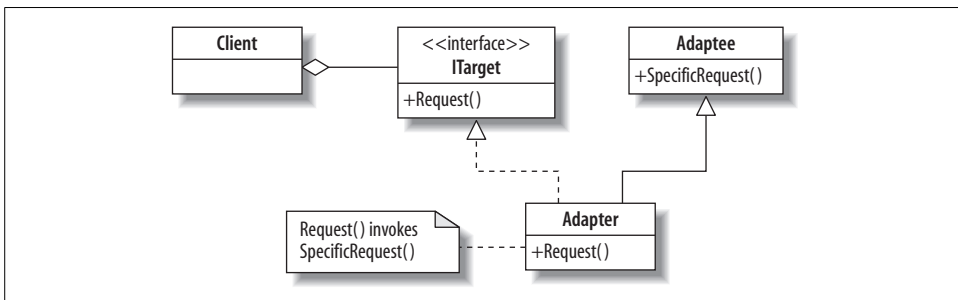 Client
<<interface>>
ITarget
+Request()
Adaptee
+SpecificRequest()
Request() invokes
SpecificRequest()
Adapter
+Request()